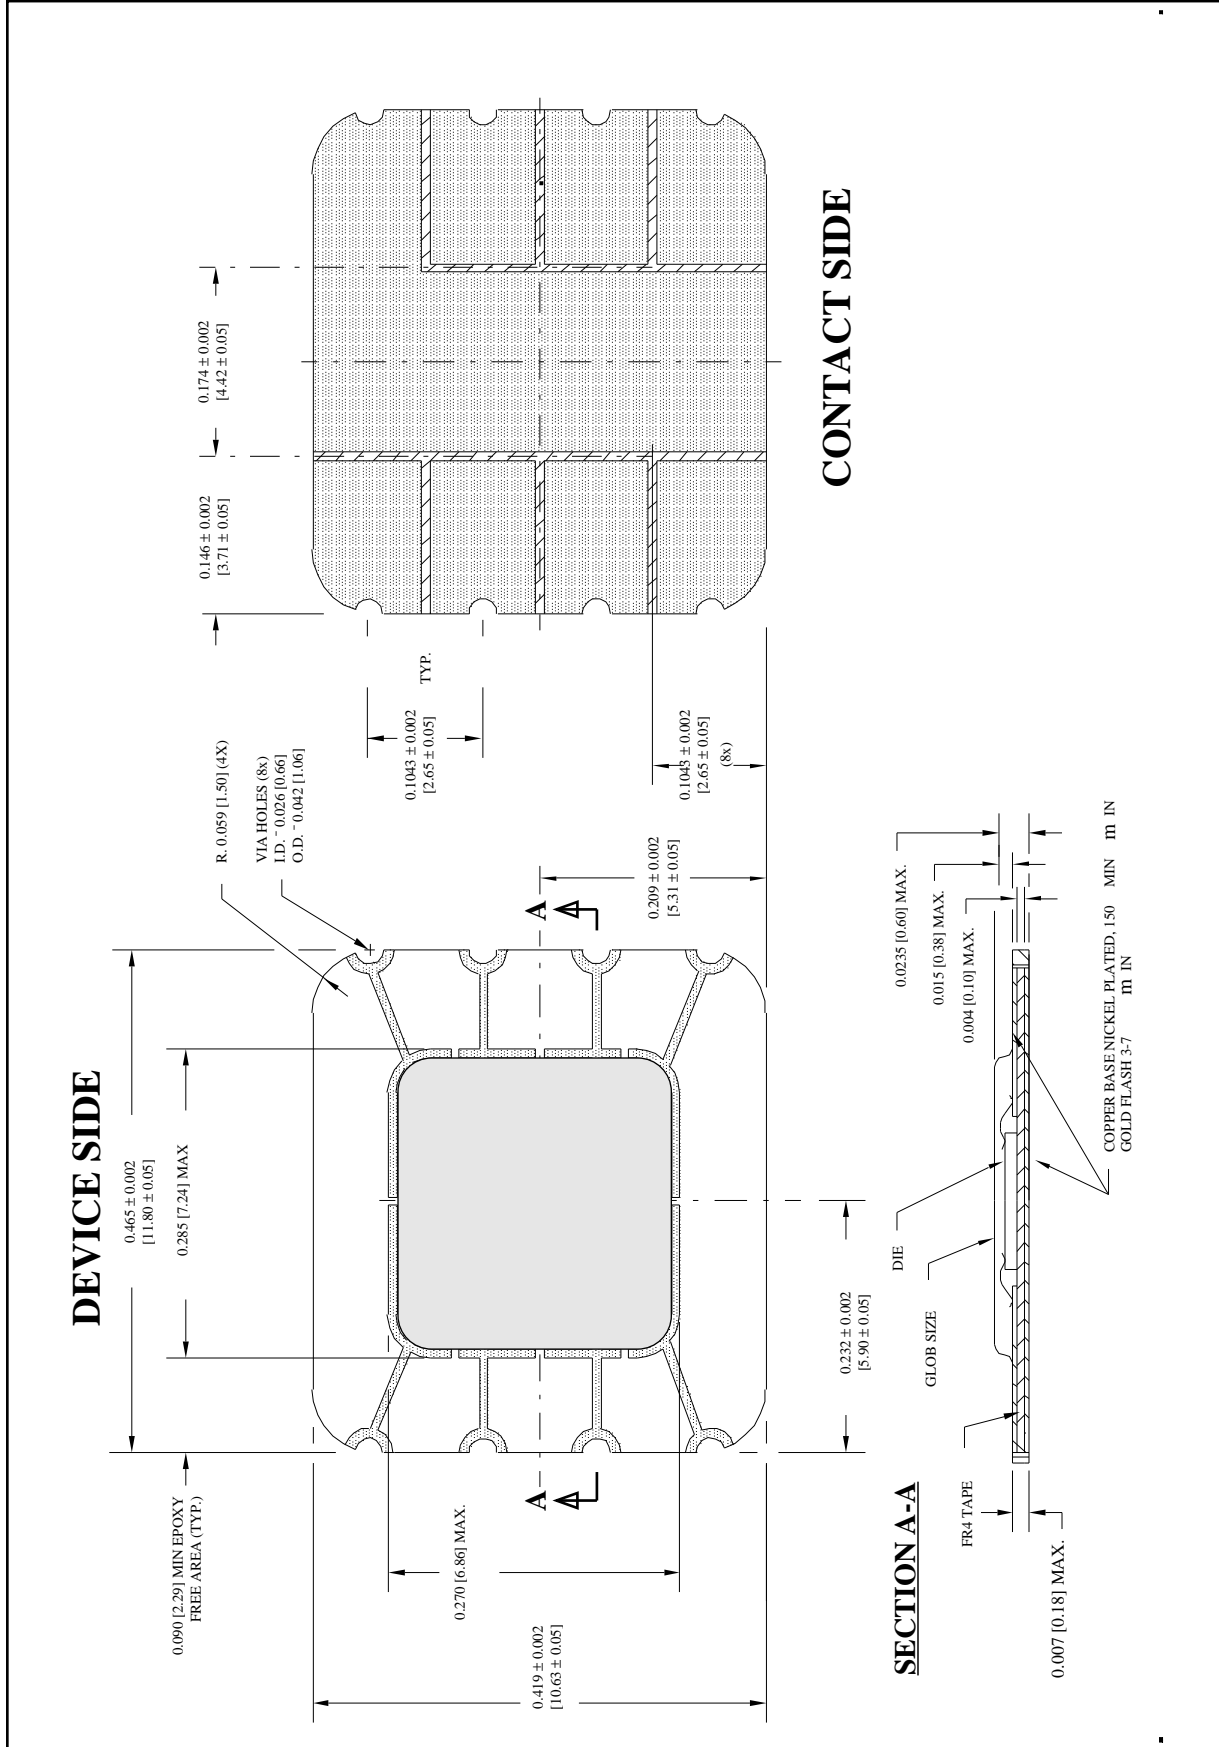 DEVICE SIDE
0.465 ± 0.002
[11.80 ± 0.05]
0.285 [7.24] MAX
0.090 [2.29] MIN EPOXY
FREE AREA (TYP.)
R. 0.059 [1.50] (4X)
VIA HOLES (8x)
I.D. ‾ 0.026 [0.66]
O.D. ‾ 0.042 [1.06]
0.146 ± 0.002
[3.71 ± 0.05]
0.174 ± 0.002
[4.42 ± 0.05]
0.1043 ± 0.002
[2.65 ± 0.05]
TYP.
0.270 [6.86] MAX.
0.419 ± 0.002
[10.63 ± 0.05]
A
A
0.209 ± 0.002
[5.31 ± 0.05]
0.1043 ± 0.002
[2.65 ± 0.05]
(8x)
CONTACT SIDE
0.232 ± 0.002
[5.90 ± 0.05]
SECTION A-A
FR4 TAPE
GLOB SIZE
DIE
0.0235 [0.60] MAX.
0.015 [0.38] MAX.
0.004 [0.10] MAX.
0.007 [0.18] MAX.
COPPER BASE NICKEL PLATED, 150 MIN m IN
GOLD FLASH 3-7 m IN